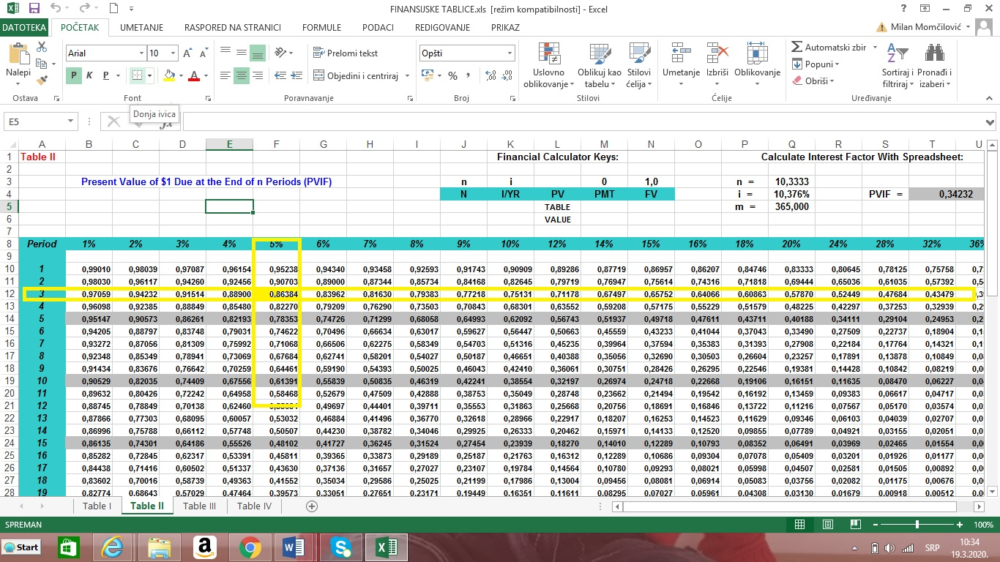 FINANSIJSKE TABLICE.xls [režim kompatibilnosti] - Excel
DATOTEKA POČETAK UMETANJE RASPORED NA STRANICI FORMULE PODACI REDIGOVANJE PRIKAZ Milan Momčilović
Nalepi Arial 10 Prelomi tekst Opšti Uslovno oblikovanje Oblikuj kao tabelu Stilovi ćelija Umetanje Izbriši Oblikovanje Automatski zbir Sortiraj i filtriraj Pronađi i izaberi
P K P Objedini i centriraj % Popuni
Obriši
Ostava Font Poravnavanje Broj Stilovi Ćelije Uređivanje
Donja ivica
E5 fx
A B C D E F G H I J K L M N O P Q R S T U
1 Table II Financial Calculator Keys: Calculate Interest Factor With Spreadsheet:
2
3 Present Value of $1 Due at the End of n Periods (PVIF) n i 0 1,0 n = 10,3333
4 N I/YR PV PMT FV i = 10,376% PVIF = 0,34232
5 TABLE m = 365,000
6 VALUE
7
8 Period 1% 2% 3% 4% 5% 6% 7% 8% 9% 10% 12% 14% 15% 16% 18% 20% 24% 28% 32% 36%
9
10 1 0,99010 0,98039 0,97087 0,96154 0,95238 0,94340 0,93458 0,92593 0,91743 0,90909 0,89286 0,87719 0,86957 0,86207 0,84746 0,83333 0,80645 0,78125 0,75758
11 2 0,98030 0,96117 0,94260 0,92456 0,90703 0,89000 0,87344 0,85734 0,84168 0,82645 0,79719 0,76947 0,75614 0,74316 0,71818 0,69444 0,65036 0,61035 0,57392
12 3 0,97059 0,94232 0,91514 0,88900 0,86384 0,83962 0,81630 0,79383 0,77218 0,75131 0,71178 0,67497 0,65752 0,64066 0,60863 0,57870 0,52449 0,47684 0,43479
13 4 0,96098 0,92385 0,88849 0,85480 0,82270 0,79209 0,76290 0,73503 0,70843 0,68301 0,63552 0,59208 0,57175 0,55229 0,51579 0,48225 0,42297 0,37253 0,32939
14 5 0,95147 0,90573 0,86261 0,82193 0,78353 0,74726 0,71299 0,68058 0,64993 0,62092 0,56743 0,51937 0,49718 0,47611 0,43711 0,40188 0,34111 0,29104 0,24953
15 6 0,94205 0,88797 0,83748 0,79031 0,74622 0,70496 0,66634 0,63017 0,59627 0,56447 0,50663 0,45559 0,43233 0,41044 0,37043 0,33490 0,27509 0,22737 0,18904
16 7 0,93272 0,87056 0,81309 0,75992 0,71068 0,66506 0,62275 0,58349 0,54703 0,51316 0,45235 0,39964 0,37594 0,35383 0,31393 0,27908 0,22184 0,17764 0,14321
17 8 0,92348 0,85349 0,78941 0,73069 0,67684 0,62741 0,58201 0,54027 0,50187 0,46651 0,40388 0,35056 0,32690 0,30503 0,26604 0,23257 0,17891 0,13878 0,10849
18 9 0,91434 0,83676 0,76642 0,70259 0,64461 0,59190 0,54393 0,50025 0,46043 0,42410 0,36061 0,30751 0,28426 0,26295 0,22546 0,19381 0,14428 0,10842 0,08219
19 10 0,90529 0,82035 0,74409 0,67556 0,61391 0,55839 0,50835 0,46319 0,42241 0,38554 0,32197 0,26974 0,24718 0,22668 0,19106 0,16151 0,11635 0,08470 0,06227
20 11 0,89632 0,80426 0,72242 0,64958 0,58468 0,52679 0,47509 0,42888 0,38753 0,35049 0,28748 0,23662 0,21494 0,19542 0,16192 0,13459 0,09383 0,06617 0,04717
21 12 0,88745 0,78849 0,70138 0,62460 0,49697 0,44401 0,39711 0,35553 0,31863 0,25668 0,20756 0,18691 0,16846 0,13722 0,11216 0,07567 0,05170 0,03574
22 13 0,87866 0,77303 0,68095 0,60057 0,53032 0,46884 0,41496 0,36770 0,32618 0,28966 0,22917 0,18207 0,16253 0,14523 0,11629 0,09346 0,06103 0,04039 0,02707
23 14 0,86996 0,75788 0,66112 0,57748 0,50507 0,44230 0,38782 0,34046 0,29925 0,26333 0,20462 0,15971 0,14133 0,12520 0,09855 0,07789 0,04921 0,03155 0,02051
24 15 0,86135 0,74301 0,64186 0,55526 0,48102 0,41727 0,36245 0,31524 0,27454 0,23939 0,18270 0,14010 0,12289 0,10793 0,08352 0,06491 0,03969 0,02465 0,01554
25 16 0,85282 0,72845 0,62317 0,53391 0,45811 0,39365 0,33873 0,29189 0,25187 0,21763 0,16312 0,12289 0,10686 0,09304 0,07078 0,05409 0,03201 0,01926 0,01177
26 17 0,84438 0,71416 0,60502 0,51337 0,43630 0,37136 0,31657 0,27027 0,23107 0,19784 0,14564 0,10780 0,09293 0,08021 0,05998 0,04507 0,02581 0,01505 0,00892
27 18 0,83602 0,70016 0,58739 0,49363 0,41552 0,35034 0,29586 0,25025 0,21199 0,17986 0,13004 0,09456 0,08081 0,06914 0,05083 0,03756 0,02082 0,01175 0,00676
28 19 0,82774 0,68643 0,57029 0,47464 0,39573 0,33051 0,27651 0,23171 0,19449 0,16351 0,11611 0,08295 0,07027 0,05961 0,04308 0,03130 0,01679 0,00918 0,00512
Table I Table II Table III Table IV
SPREMAN 100%
Start SRP 10:34
19.3.2020.